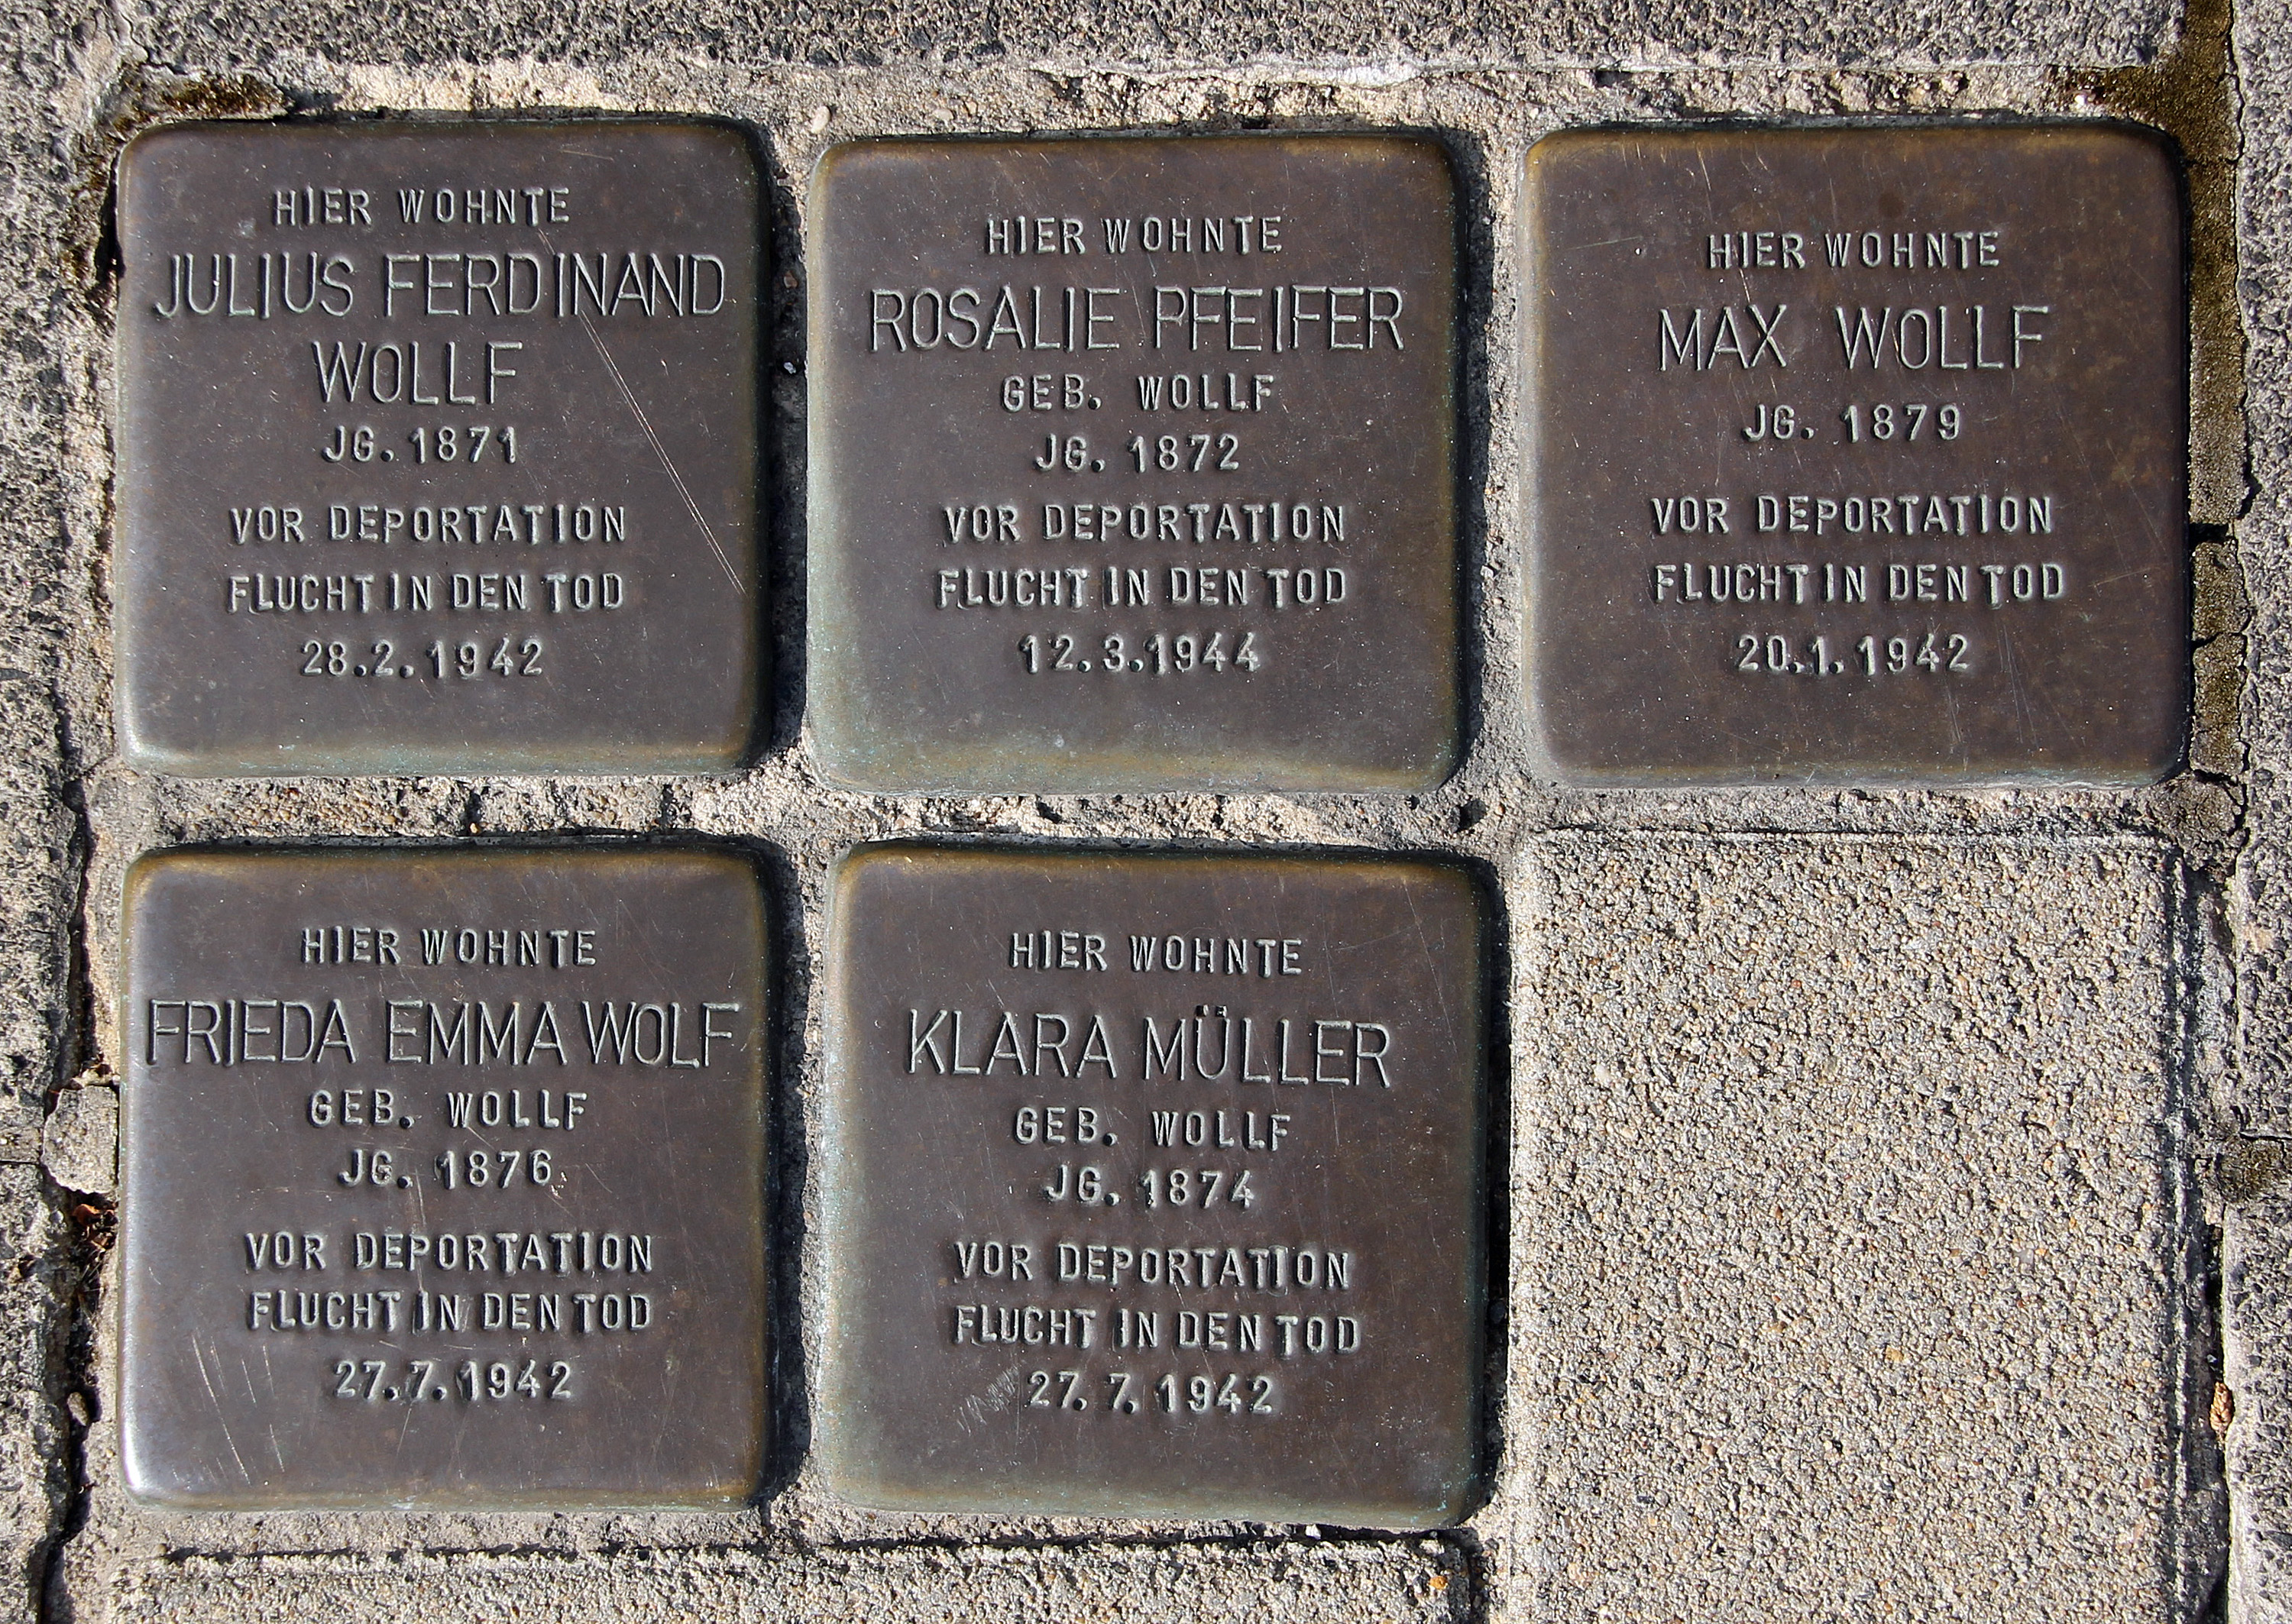 HIER WOHNTE
JULIUS FERDINAND
WOLLF
JG. 1871
VOR DEPORTATION
FLUCHT IN DEN TOD
28.2.1942
HIER WOHNTE
ROSALIE PFEIFER
GEB. WOLLF
JG. 1872
VOR DEPORTATION
FLUCHT IN DEN TOD
12.3.1944
HIER WOHNTE
MAX WOLLF
JG. 1879
VOR DEPORTATION
FLUCHT IN DEN TOD
20.1.1942
HIER WOHNTE
FRIEDA EMMA WOLF
GEB. WOLLF
JG. 1876
VOR DEPORTATION
FLUCHT IN DEN TOD
27.7.1942
HIER WOHNTE
KLARA MÜLLER
GEB. WOLLF
JG. 1874
VOR DEPORTATION
FLUCHT IN DEN TOD
27.7.1942